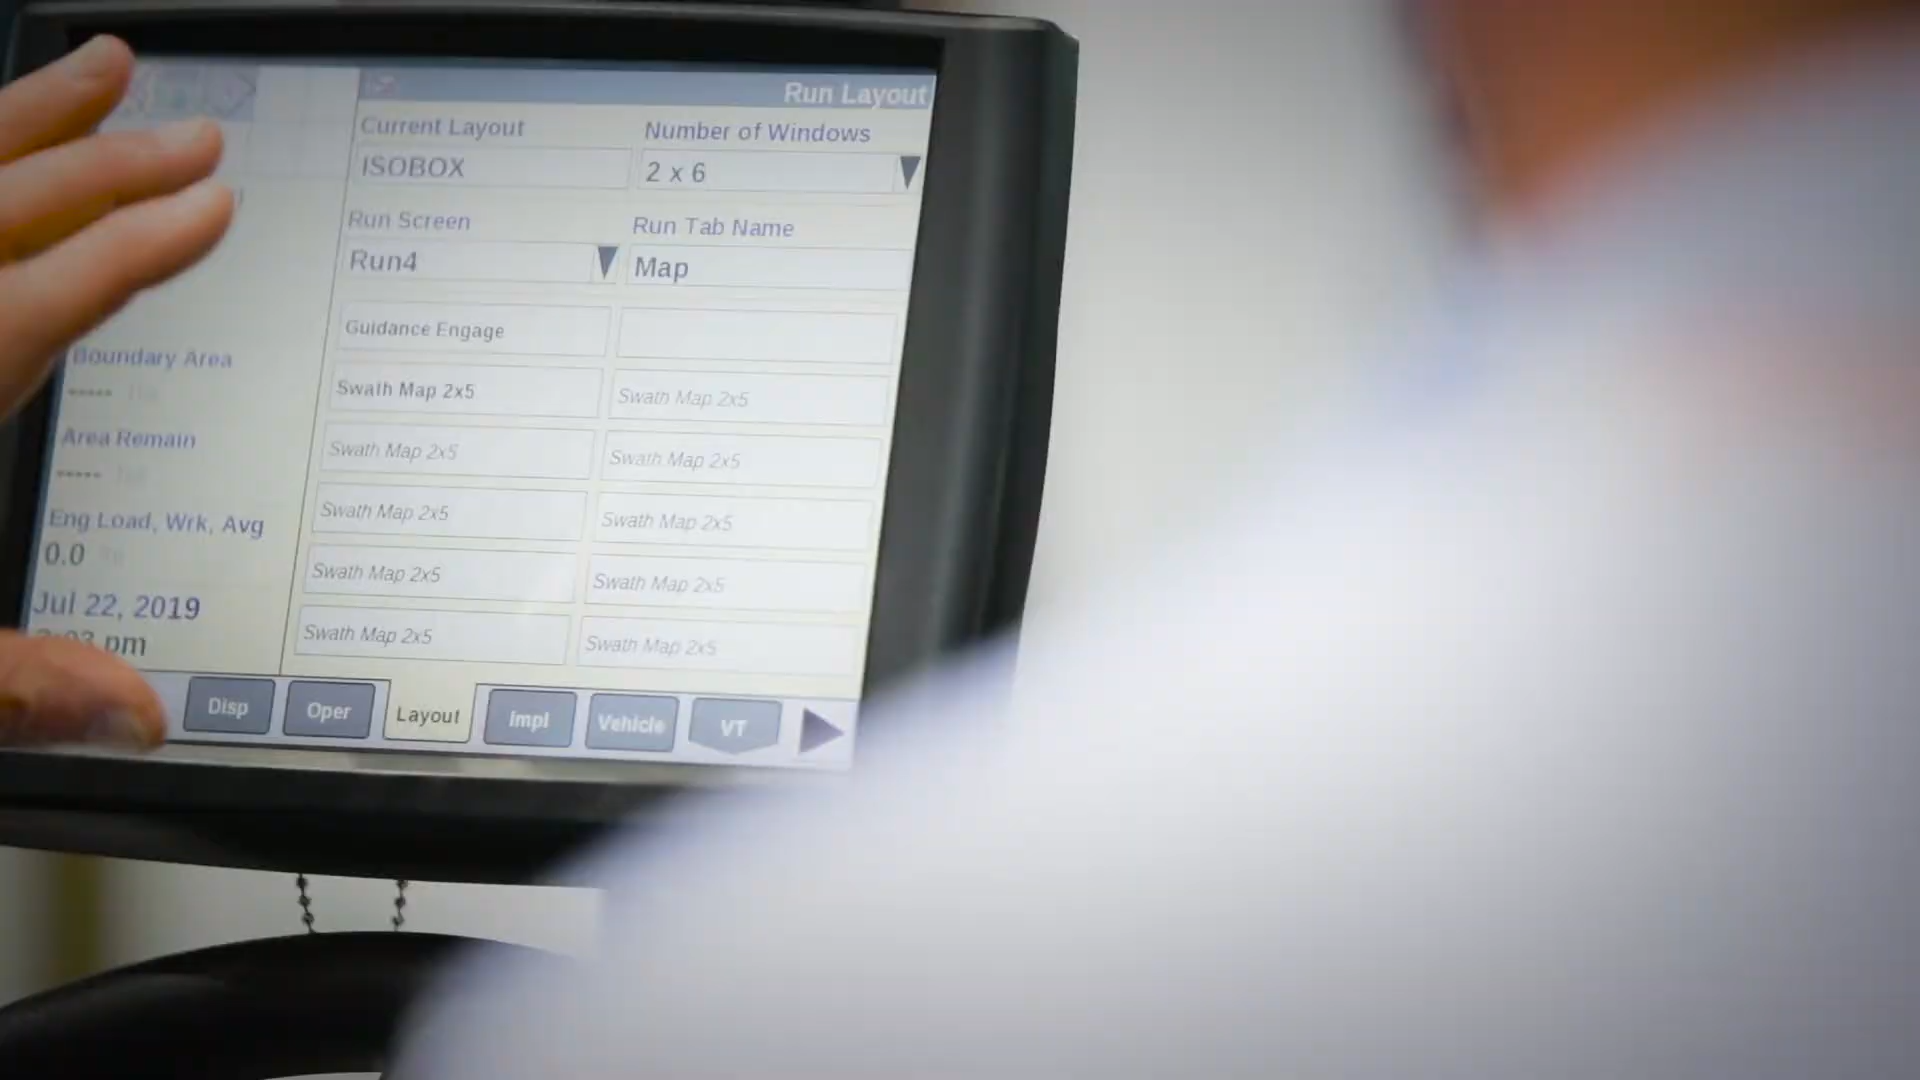 Run Layout
Current Layout
Number of Windows
ISOBOX
2 x 6
Run Screen
Run Tab Name
Run4
Map
Guidance Engage
Swath Map 2x5
Swath Map 2x5
Swath Map 2x5
Swath Map 2x5
Swath Map 2x5
Swath Map 2x5
Swath Map 2x5
Swath Map 2x5
Swath Map 2x5
Swath Map 2x5
Boundary Area
-----
Area Remain
-----
Eng Load, Wrk, Avg
0.0
Jul 22, 2019
pm
Disp
Oper
Layout
Impl
Vehicle
VT